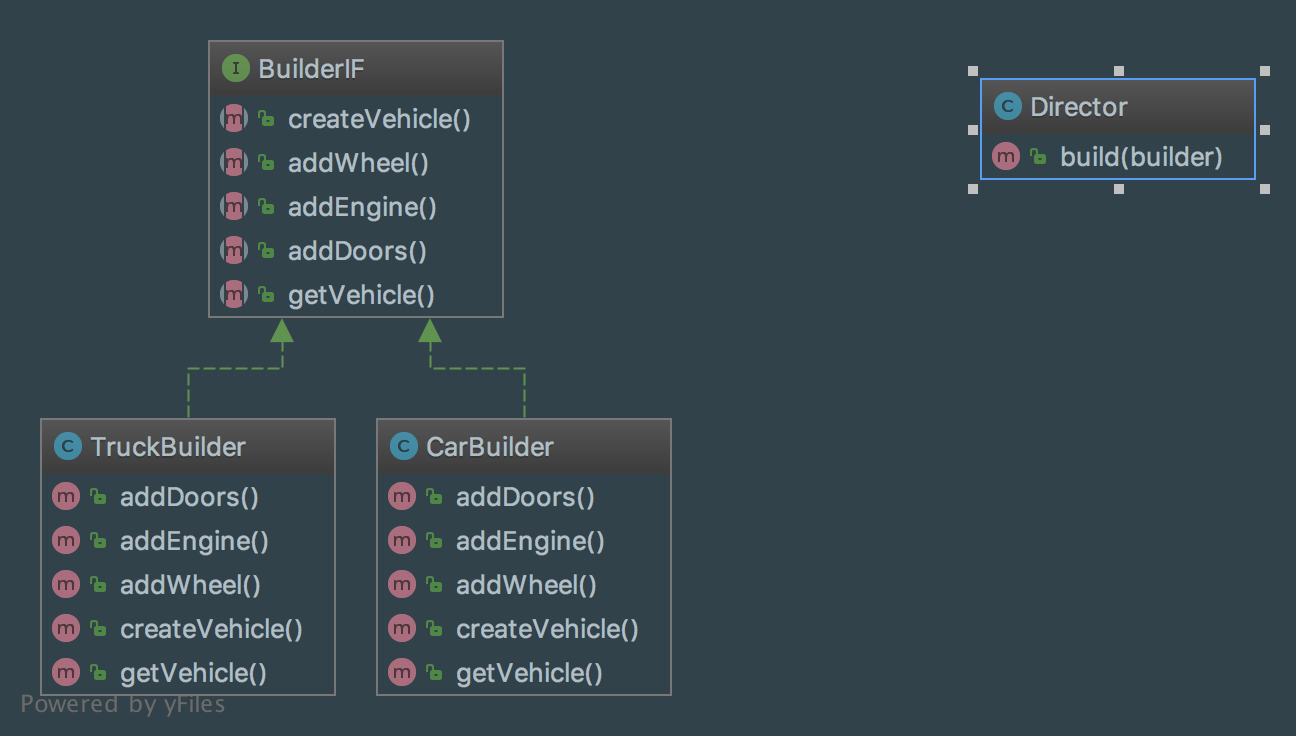 BuilderIF
createVehicle()
addWheel()
addEngine()
addDoors()
getVehicle()
Director
build(builder)
TruckBuilder
addDoors()
addEngine()
addWheel()
createVehicle()
getVehicle()
CarBuilder
addDoors()
addEngine()
addWheel()
createVehicle()
getVehicle()
Powered by yFiles